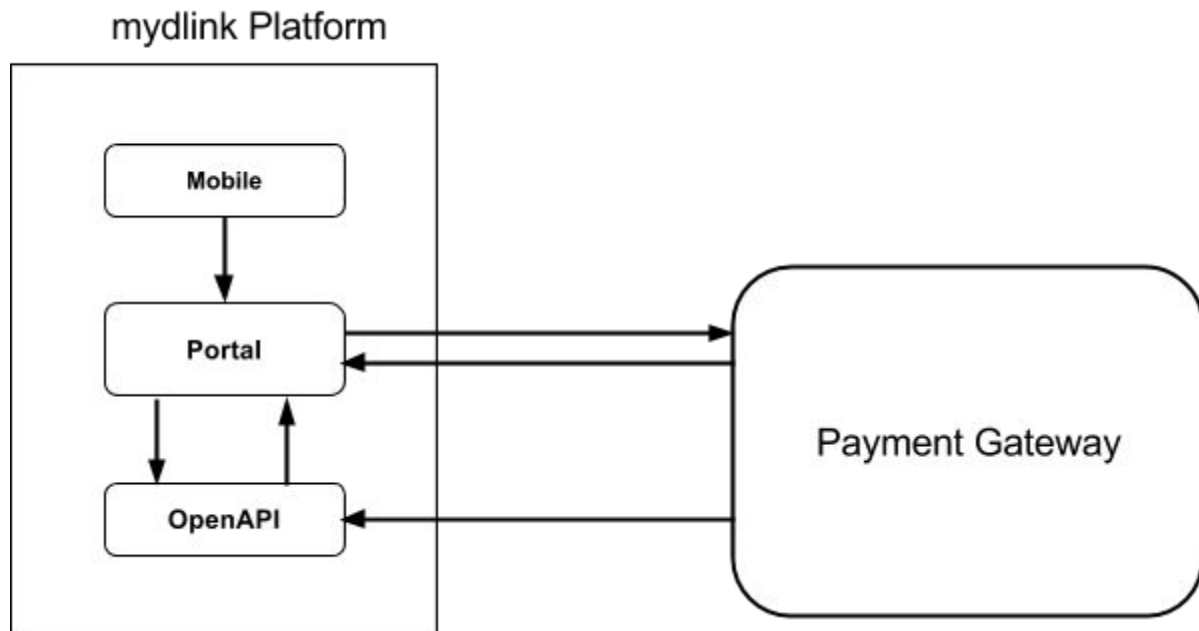 mydlink Platform
Mobile
Portal
Payment Gateway
OpenAPI